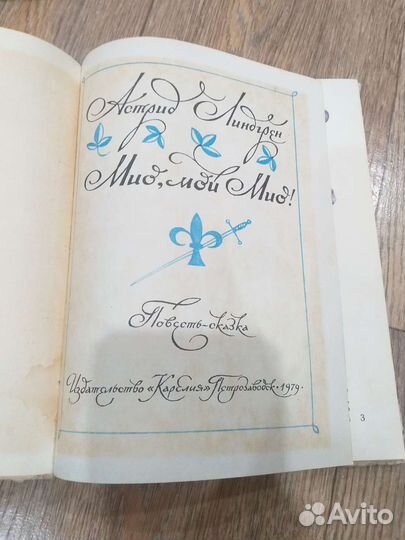 Астрид Линдгрен
Мио, мой Мио!
Повесть-сказка
Издательство «Карелия» Петрозаводск·1979·
3
Avito